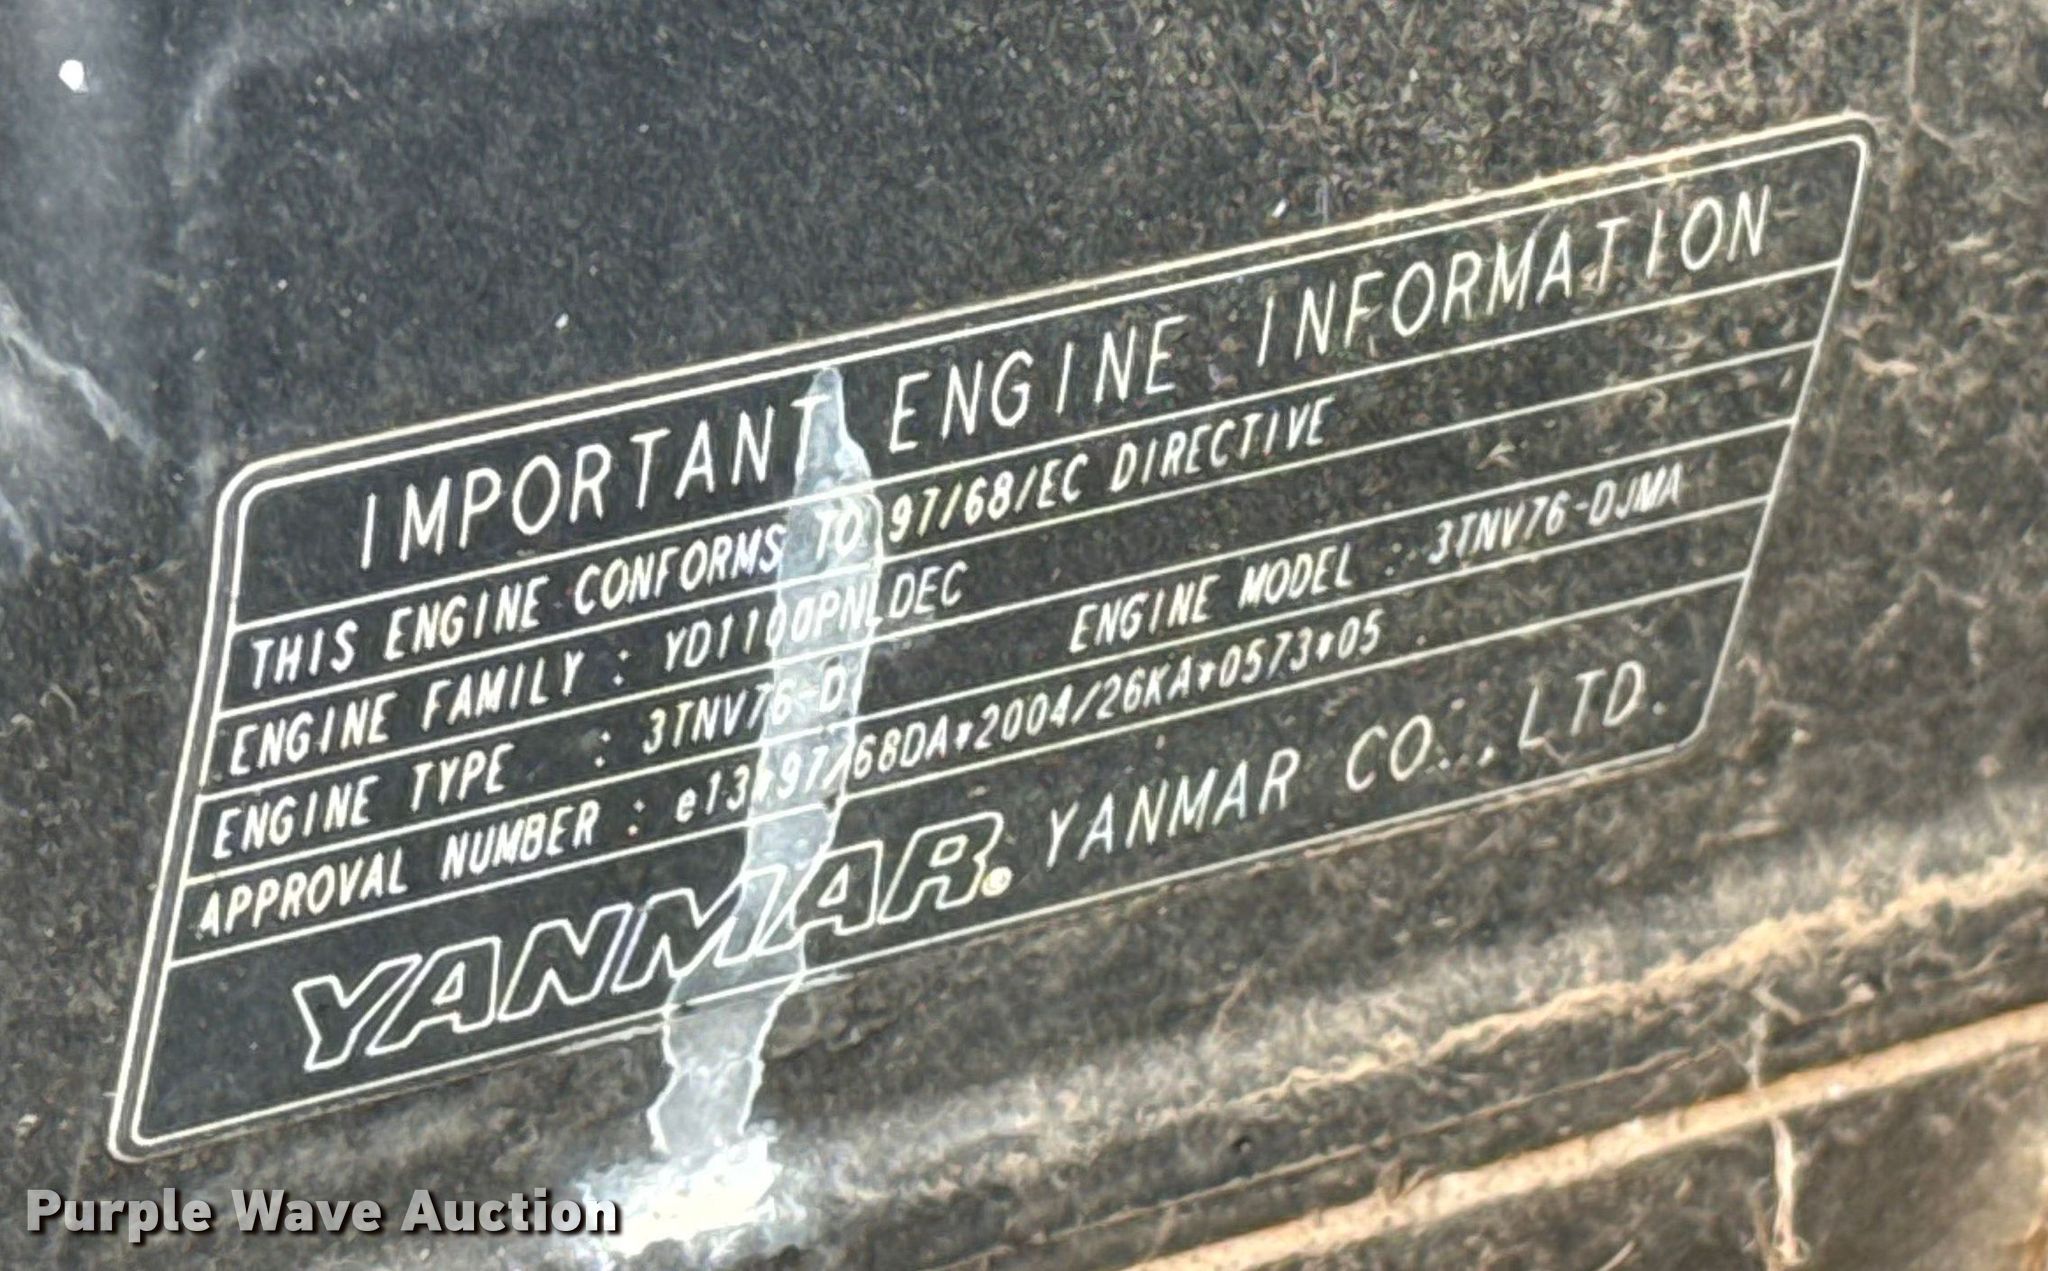 IMPORTANT ENGINE INFORMATION
THIS ENGINE CONFORMS TO 97/68/EC DIRECTIVE
ENGINE FAMILY : YD1100PNLDEC
ENGINE TYPE : 3TNV76-D ENGINE MODEL : 3TNV76-DJMA
APPROVAL NUMBER : e13*97/68DA*2004/26KA*0573*05
YANMAR® YANMAR CO., LTD.
Purple Wave Auction